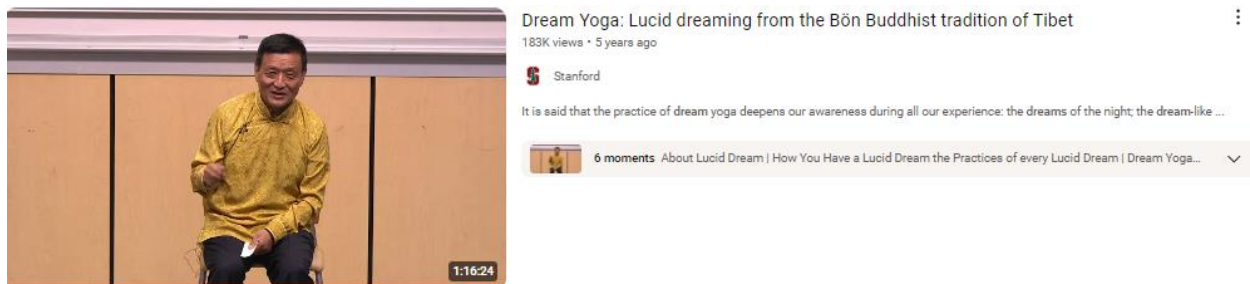 Dream Yoga: Lucid dreaming from the Bön Buddhist tradition of Tibet
183K views • 5 years ago
Stanford
It is said that the practice of dream yoga deepens our awareness during all our experience: the dreams of the night; the dream-like ...
6 moments About Lucid Dream | How You Have a Lucid Dream the Practices of every Lucid Dream | Dream Yoga...
1:16:24